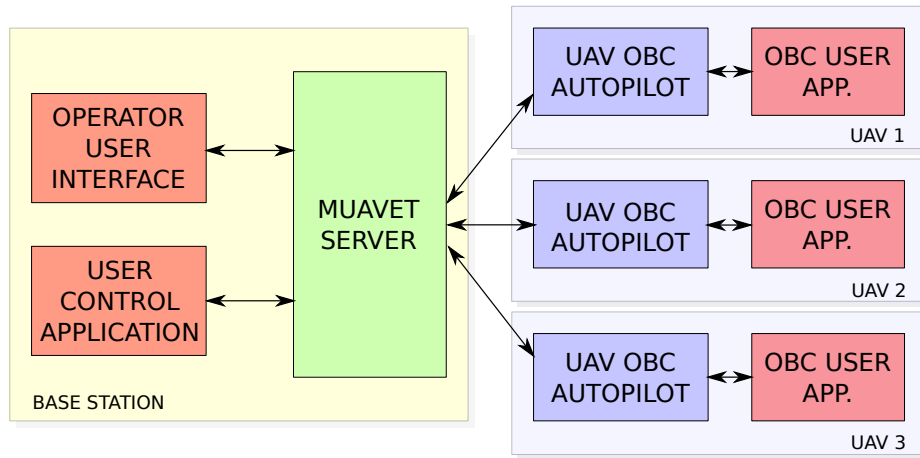 OPERATOR
USER
INTERFACE
USER
CONTROL
APPLICATION
MUAVET
SERVER
BASE STATION
UAV OBC
AUTOPILOT
OBC USER
APP.
UAV 1
UAV OBC
AUTOPILOT
OBC USER
APP.
UAV 2
UAV OBC
AUTOPILOT
OBC USER
APP.
UAV 3